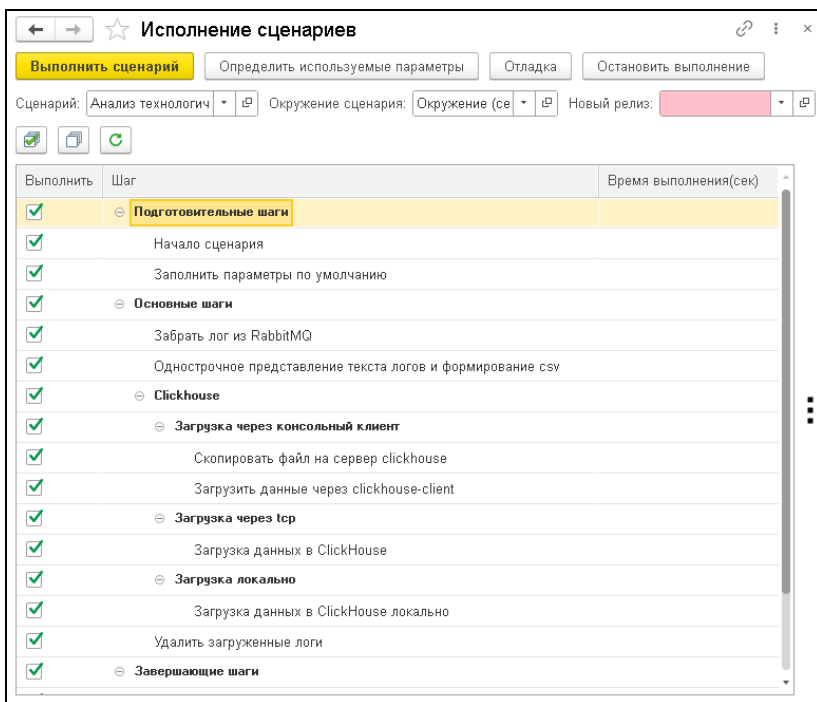 Исполнение сценариев
Выполнить сценарий Определить используемые параметры Отладка Остановить выполнение
Сценарий: Анализ технологич Окружение сценария: Окружение (се Новый релиз:
Выполнить Шаг Время выполнения(сек)
Подготовительные шаги
Начало сценария
Заполнить параметры по умолчанию
Основные шаги
Забрать лог из RabbitMQ
Однострочное представление текста логов и формирование csv
Clickhouse
Загрузка через консольный клиент
Скопировать файл на сервер clickhouse
Загрузить данные через clickhouse-client
Загрузка через tcp
Загрузка данных в ClickHouse
Загрузка локально
Загрузка данных в ClickHouse локально
Удалить загруженные логи
Завершающие шаги